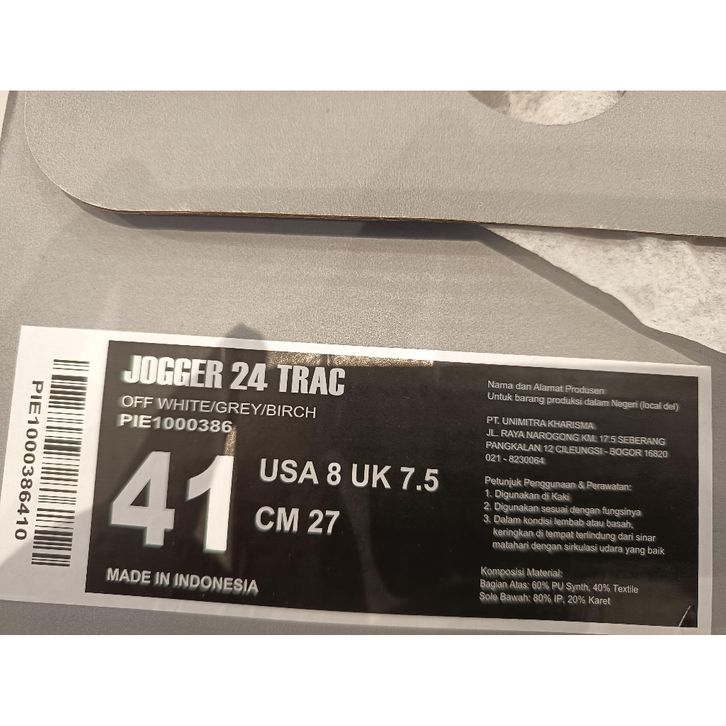 PIE1000386410
JOGGER 24 TRAC
OFF WHITE/GREY/BIRCH
PIE1000386
41
USA 8 UK 7.5
CM 27
MADE IN INDONESIA
Nama dan Alamat Produsen
Untuk barang produksi dalam Negeri (local del)
PT. UNIMITRA KHARISMA
JL. RAYA NAROGONG KM. 17.5 SEBERANG
PANGKALAN 12 CILEUNGSI - BOGOR 16820
021 - 8230064
Petunjuk Penggunaan & Perawatan:
1. Digunakan di Kaki
2. Digunakan sesuai dengan fungsinya
3. Dalam kondisi lembab atau basah,
keringkan di tempat terlindung dari sinar
matahari dengan sirkulasi udara yang baik
Komposisi Material:
Bagian Atas: 60% PU Synth, 40% Textile
Sole Bawah: 80% IP, 20% Karet